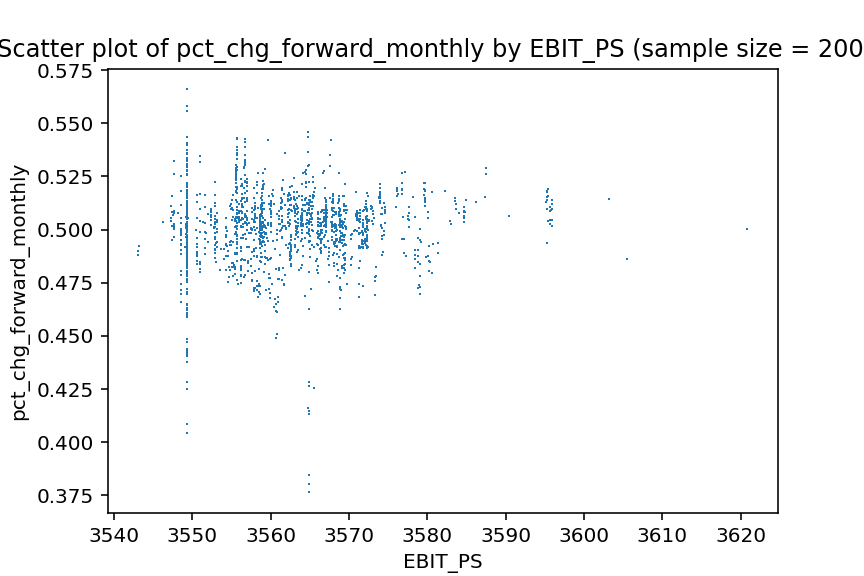 Scatter plot of pct_chg_forward_monthly by EBIT_PS (sample size = 200
0.575
0.550
0.525
0.500
0.475
0.450
0.425
0.400
0.375
pct_chg_forward_monthly
3540 3550 3560 3570 3580 3590 3600 3610 3620
EBIT_PS